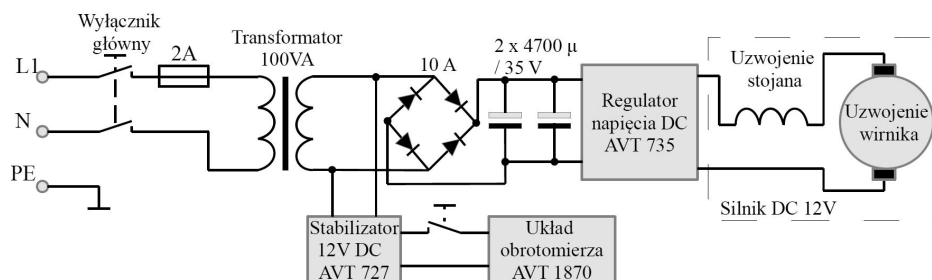 Wyłącznik
główny
L1
2A
N
PE
Transformator
100VA
10 A
2 x 4700 μ
/ 35 V
Regulator
napięcia DC
AVT 735
Uzwojenie
stojana
Uzwojenie
wirnika
Silnik DC 12V
Stabilizator
12V DC
AVT 727
Układ
obrotomierza
AVT 1870